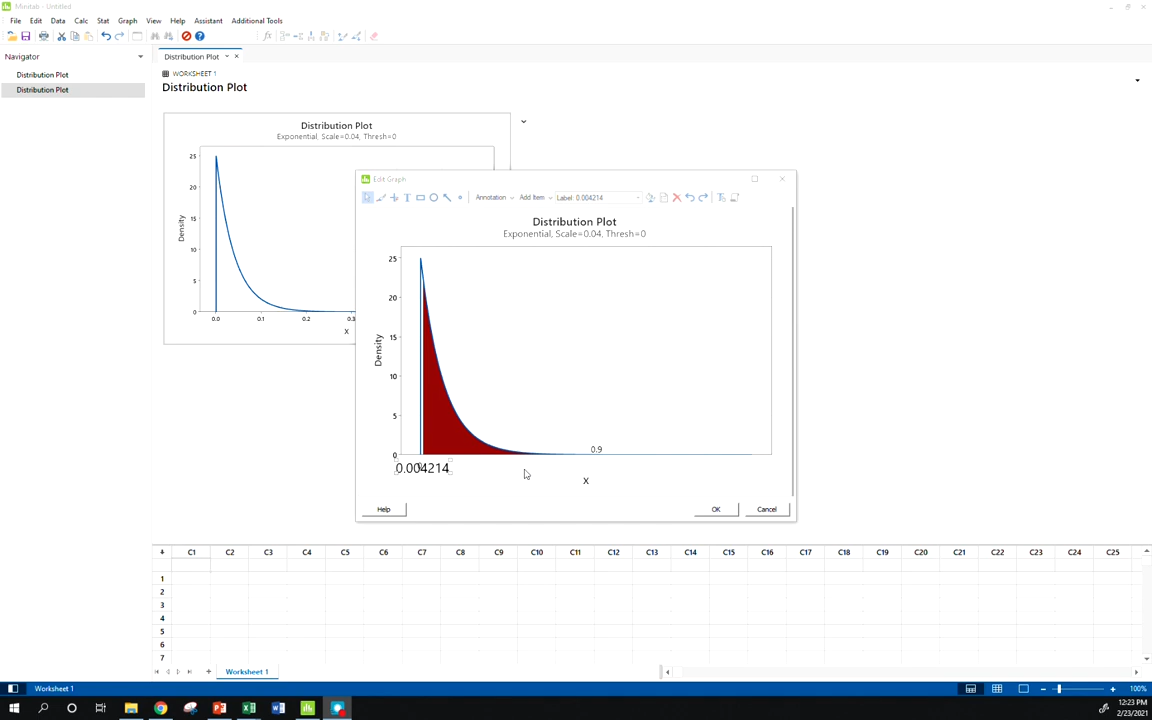 Minitab - Untitled
File Edit Data Calc Stat Graph View Help Assistant Additional Tools
Navigator
Distribution Plot
Distribution Plot
Distribution Plot
WORKSHEET 1
Distribution Plot
Distribution Plot
Exponential, Scale=0.04, Thresh=0
25
20
15
10
5
0
Density
0.0 0.1 0.2 0.3
X
Edit Graph
Annotation Add Item Label: 0.004214
Distribution Plot
Exponential, Scale=0.04, Thresh=0
25
20
15
10
5
0
Density
0.9
0.004214
0
X
Help OK Cancel
C1 C2 C3 C4 C5 C6 C7 C8 C9 C10 C11 C12 C13 C14 C15 C16 C17 C18 C19 C20 C21 C22 C23 C24 C25
1
2
3
4
5
6
7
Worksheet 1
Worksheet 1
100%
12:23 PM
2/23/2021